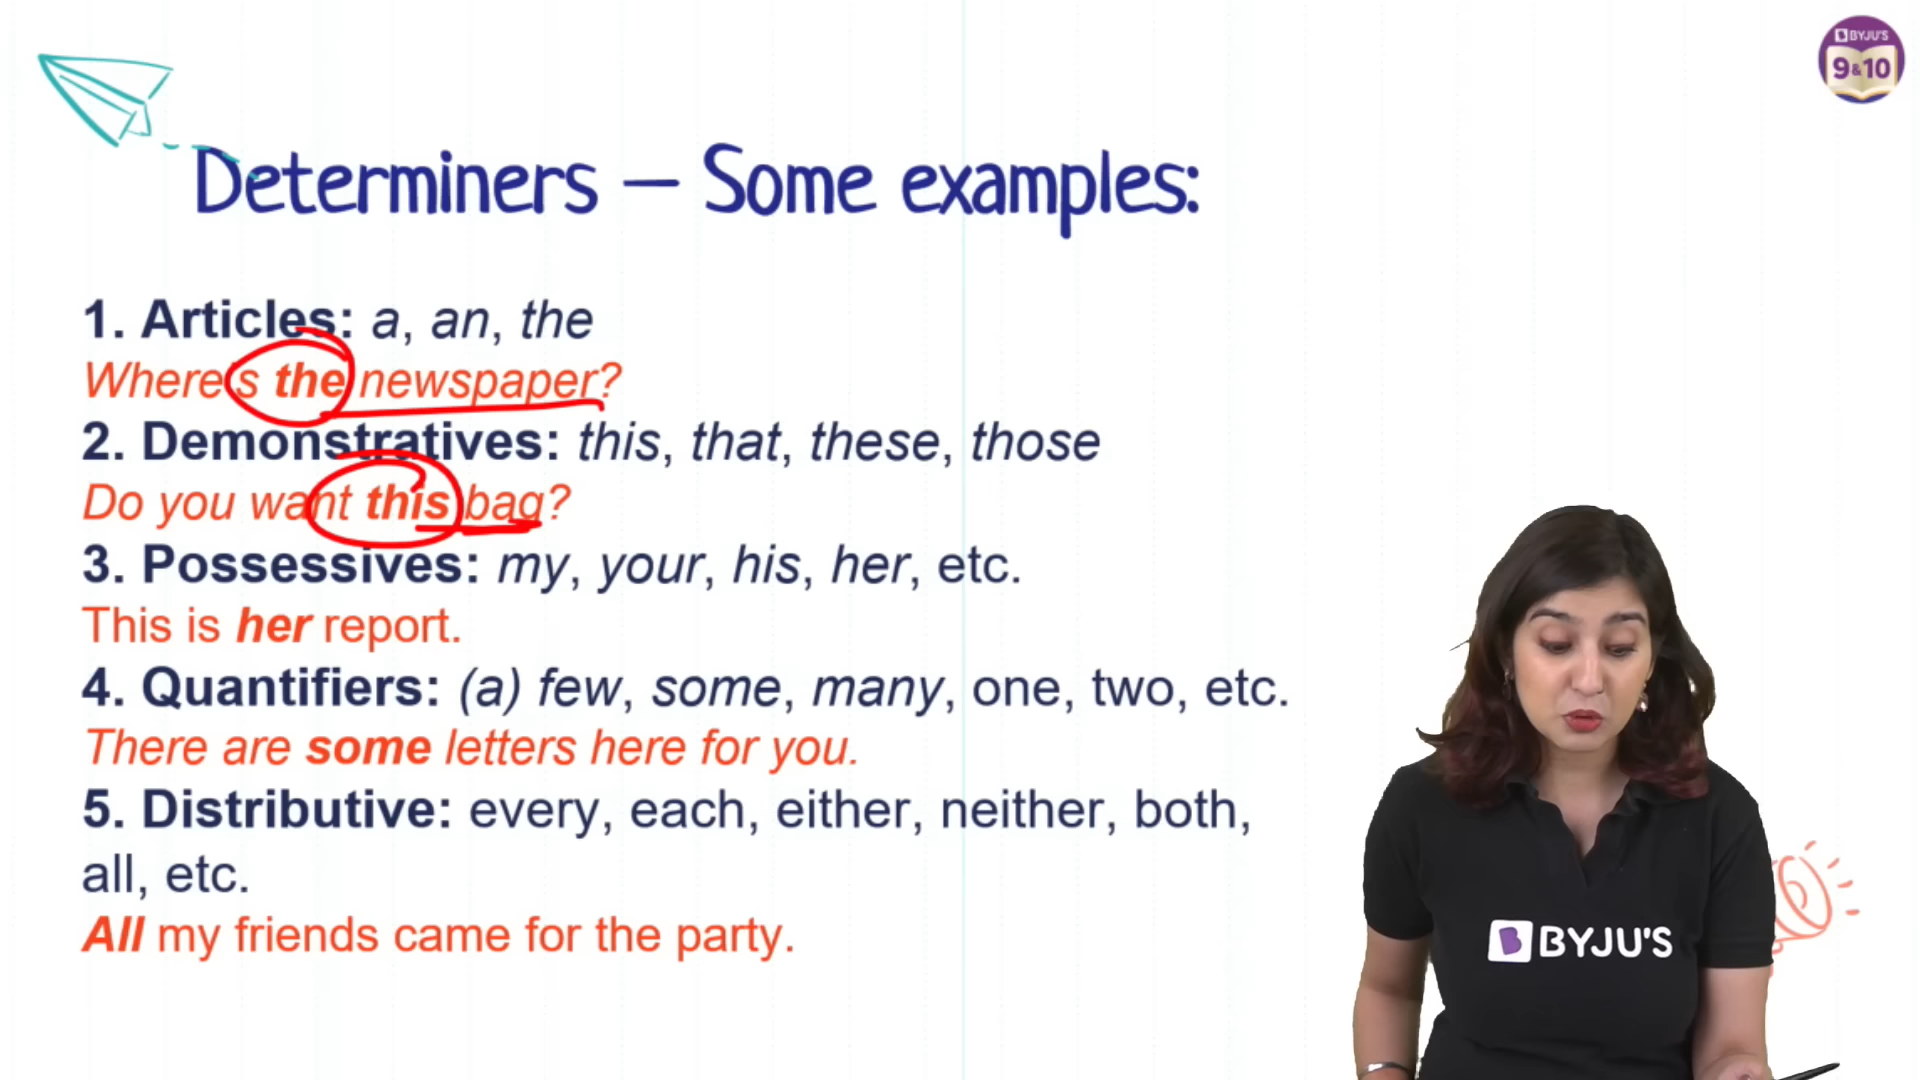 BYJU'S
9&10
Determiners – Some examples:
1. Articles: a, an, the
Where's the newspaper?
2. Demonstratives: this, that, these, those
Do you want this bag?
3. Possessives: my, your, his, her, etc.
This is her report.
4. Quantifiers: (a) few, some, many, one, two, etc.
There are some letters here for you.
5. Distributive: every, each, either, neither, both,
all, etc.
All my friends came for the party.
BYJU'S